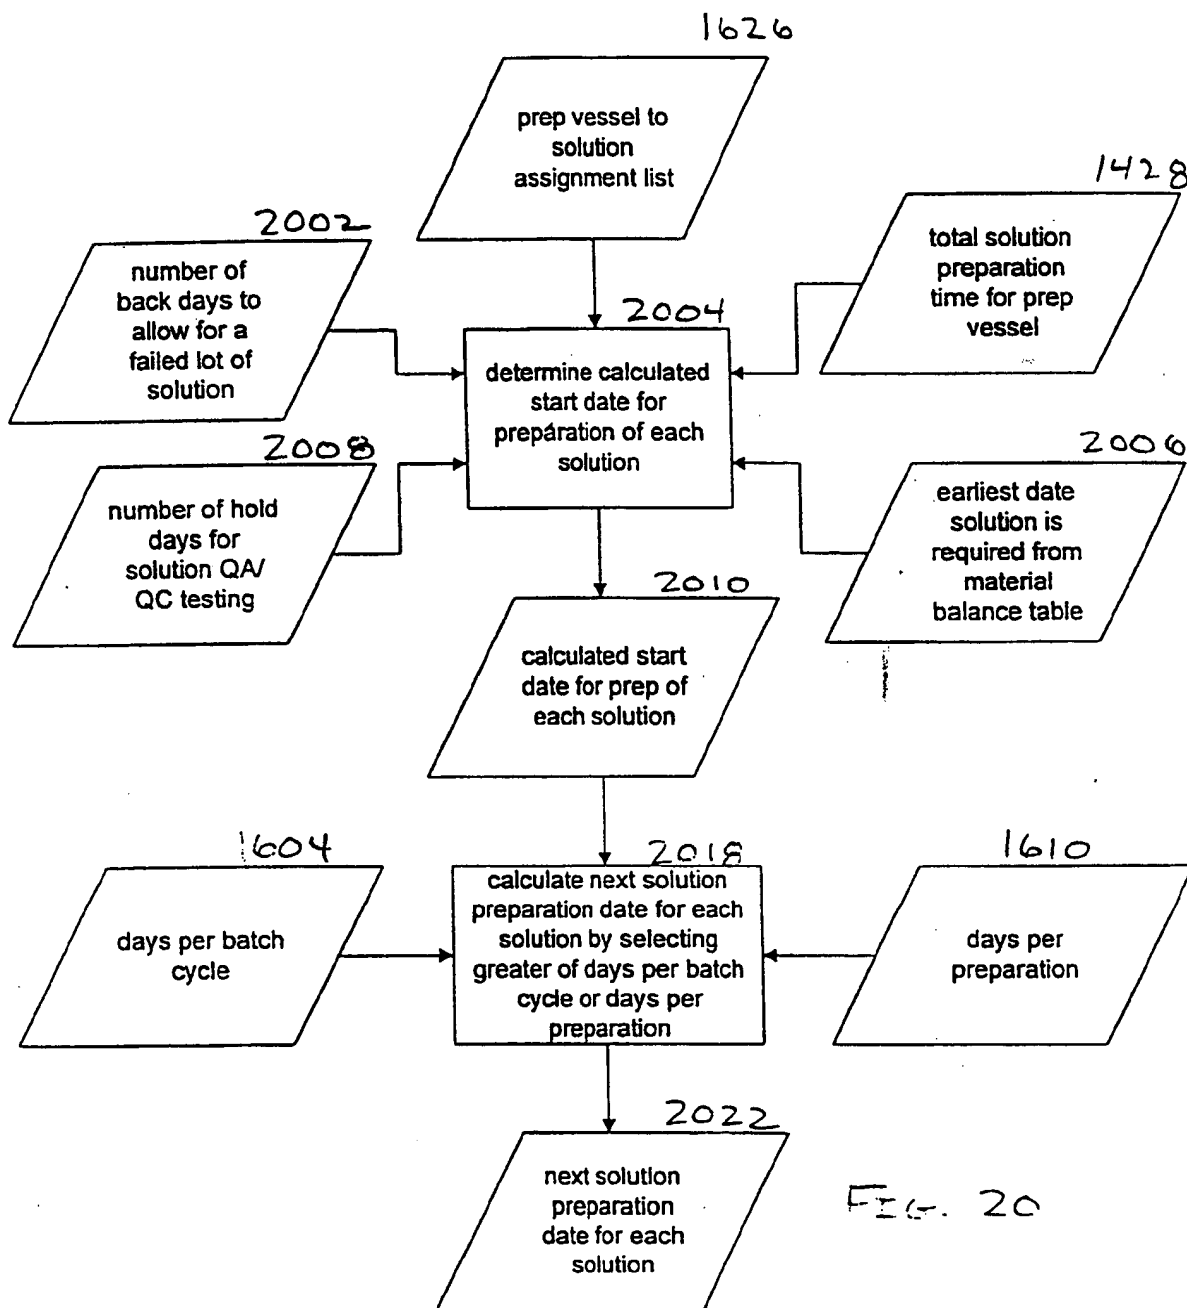 1626
prep vessel to
solution
assignment list
1428
total solution
preparation
time for prep
vessel
2002
number of
back days to
allow for a
failed lot of
solution
2004
determine calculated
start date for
preparation of each
solution
2008
number of hold
days for
solution QA/
QC testing
2006
earliest date
solution is
required from
material
balance table
2010
calculated start
date for prep of
each solution
1604
days per batch
cycle
2018
calculate next solution
preparation date for each
solution by selecting
greater of days per batch
cycle or days per
preparation
1610
days per
preparation
2022
next solution
preparation
date for each
solution
FIG. 20